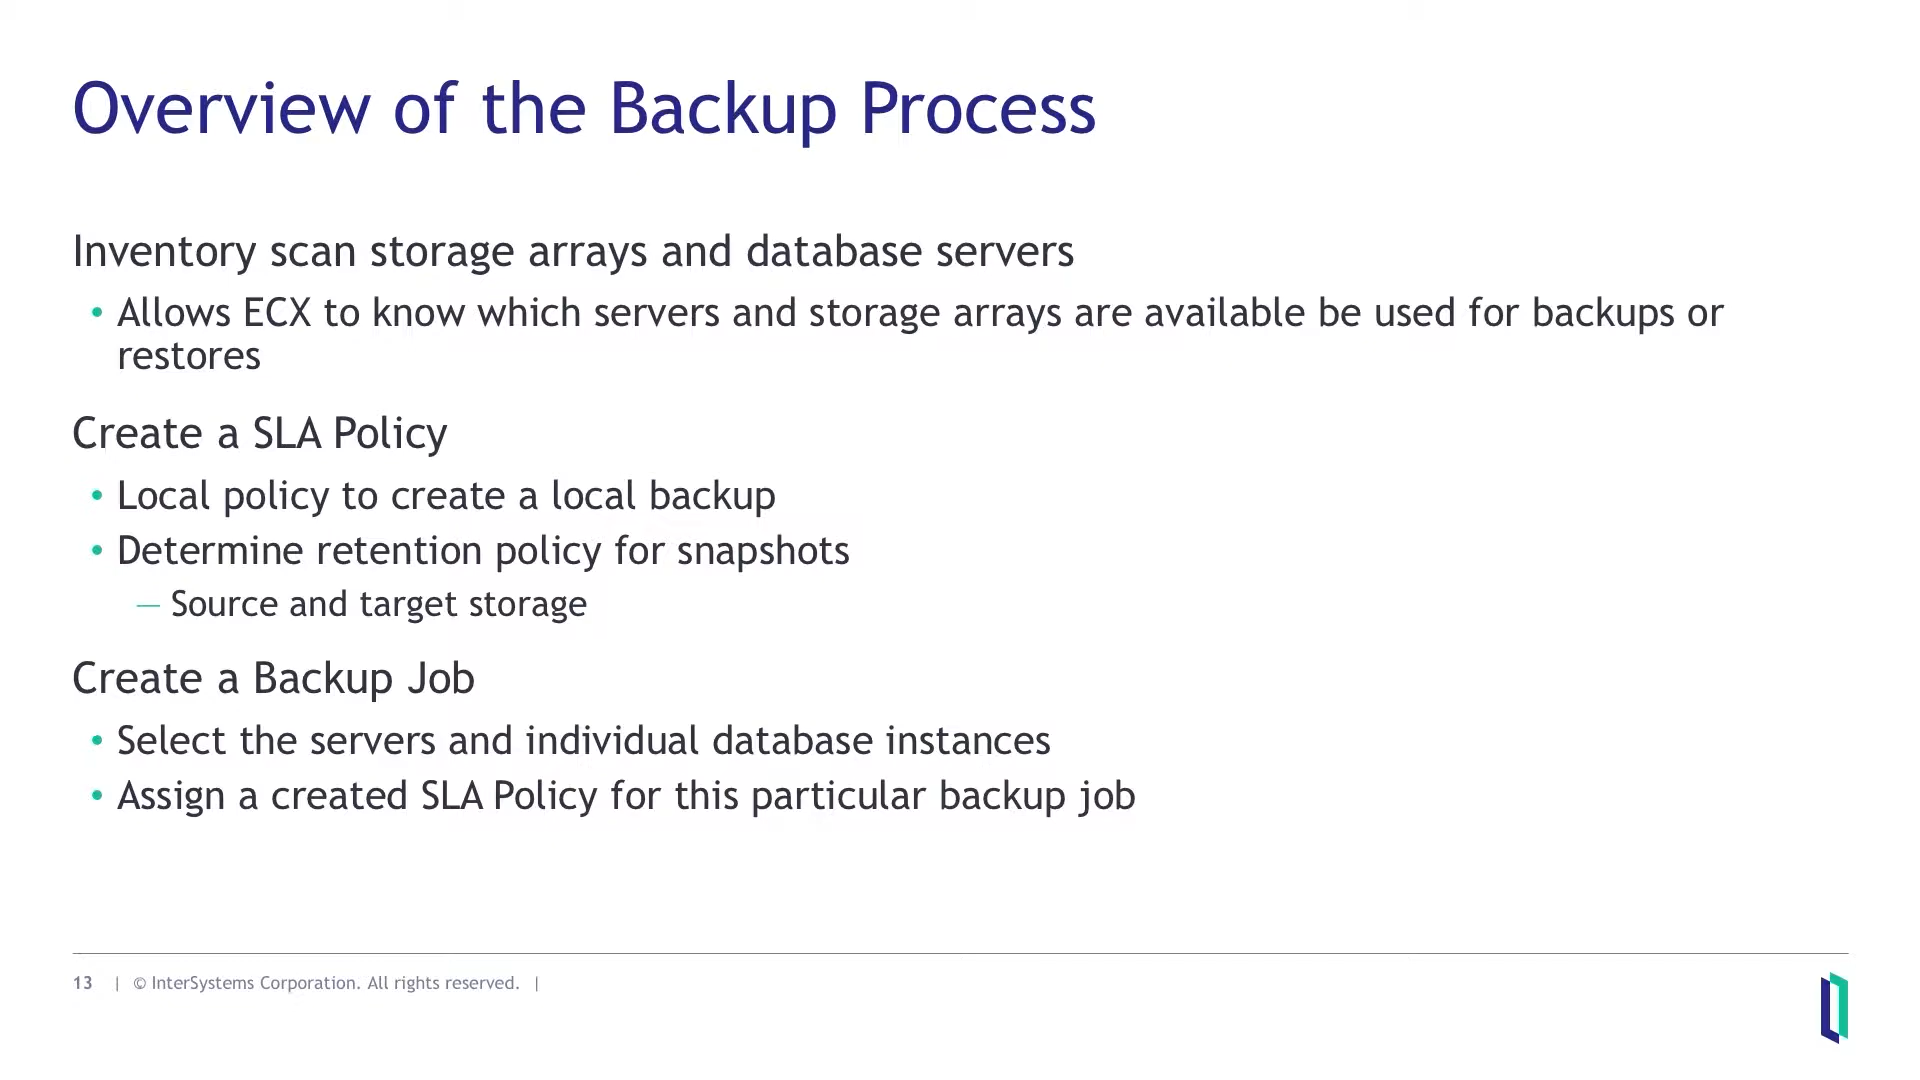 Overview of the Backup Process
Inventory scan storage arrays and database servers
• Allows ECX to know which servers and storage arrays are available be used for backups or
restores
Create a SLA Policy
• Local policy to create a local backup
• Determine retention policy for snapshots
— Source and target storage
Create a Backup Job
• Select the servers and individual database instances
• Assign a created SLA Policy for this particular backup job
13 | © InterSystems Corporation. All rights reserved. |